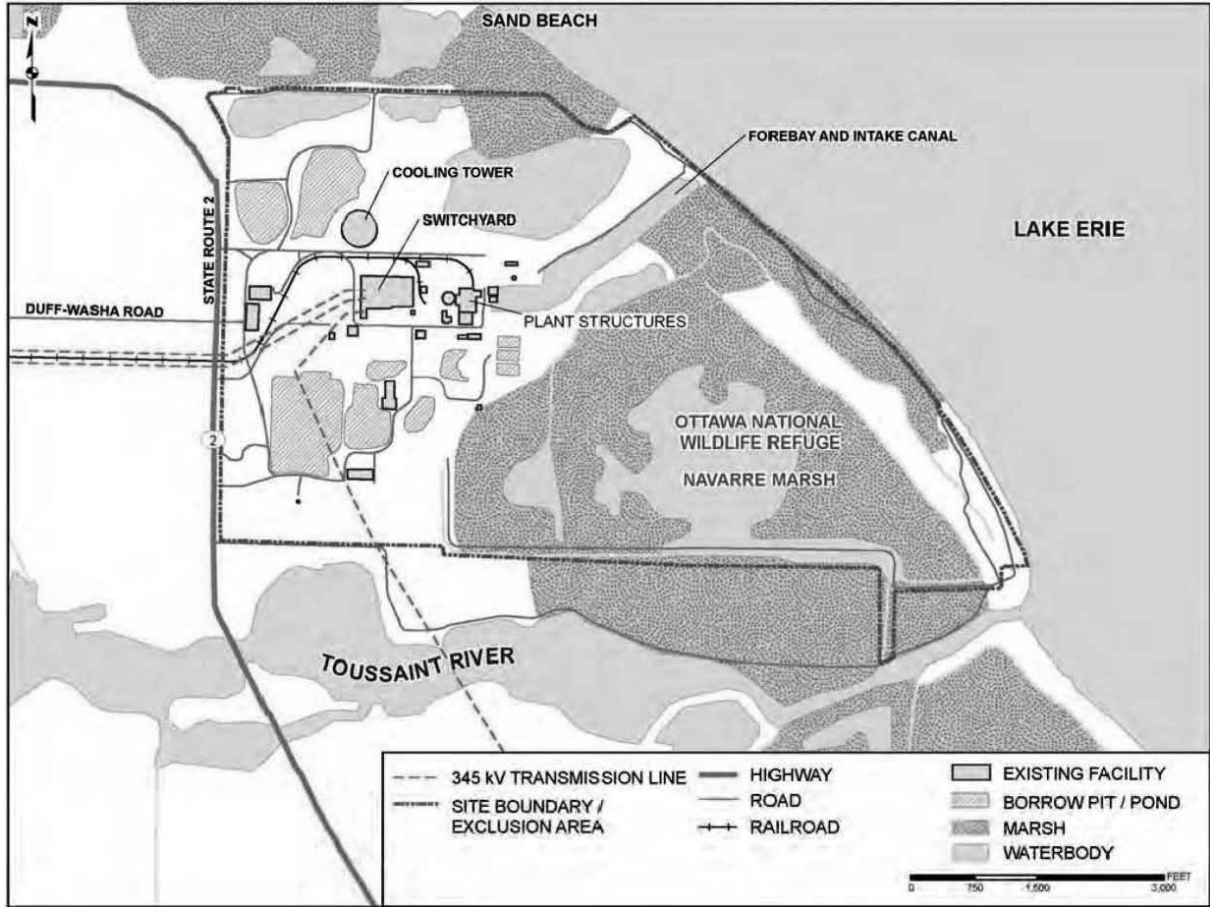 SAND BEACH
N
FOREBAY AND INTAKE CANAL
COOLING TOWER
SWITCHYARD
LAKE ERIE
STATE ROUTE 2
DUFF-WASHA ROAD
PLANT STRUCTURES
OTTAWA NATIONAL
WILDLIFE REFUGE
NAVARRE MARSH
2
TOUSSAINT RIVER
345 kV TRANSMISSION LINE
SITE BOUNDARY /
EXCLUSION AREA
HIGHWAY
ROAD
RAILROAD
EXISTING FACILITY
BORROW PIT / POND
MARSH
WATERBODY
FEET
0 750 1,500 3,000